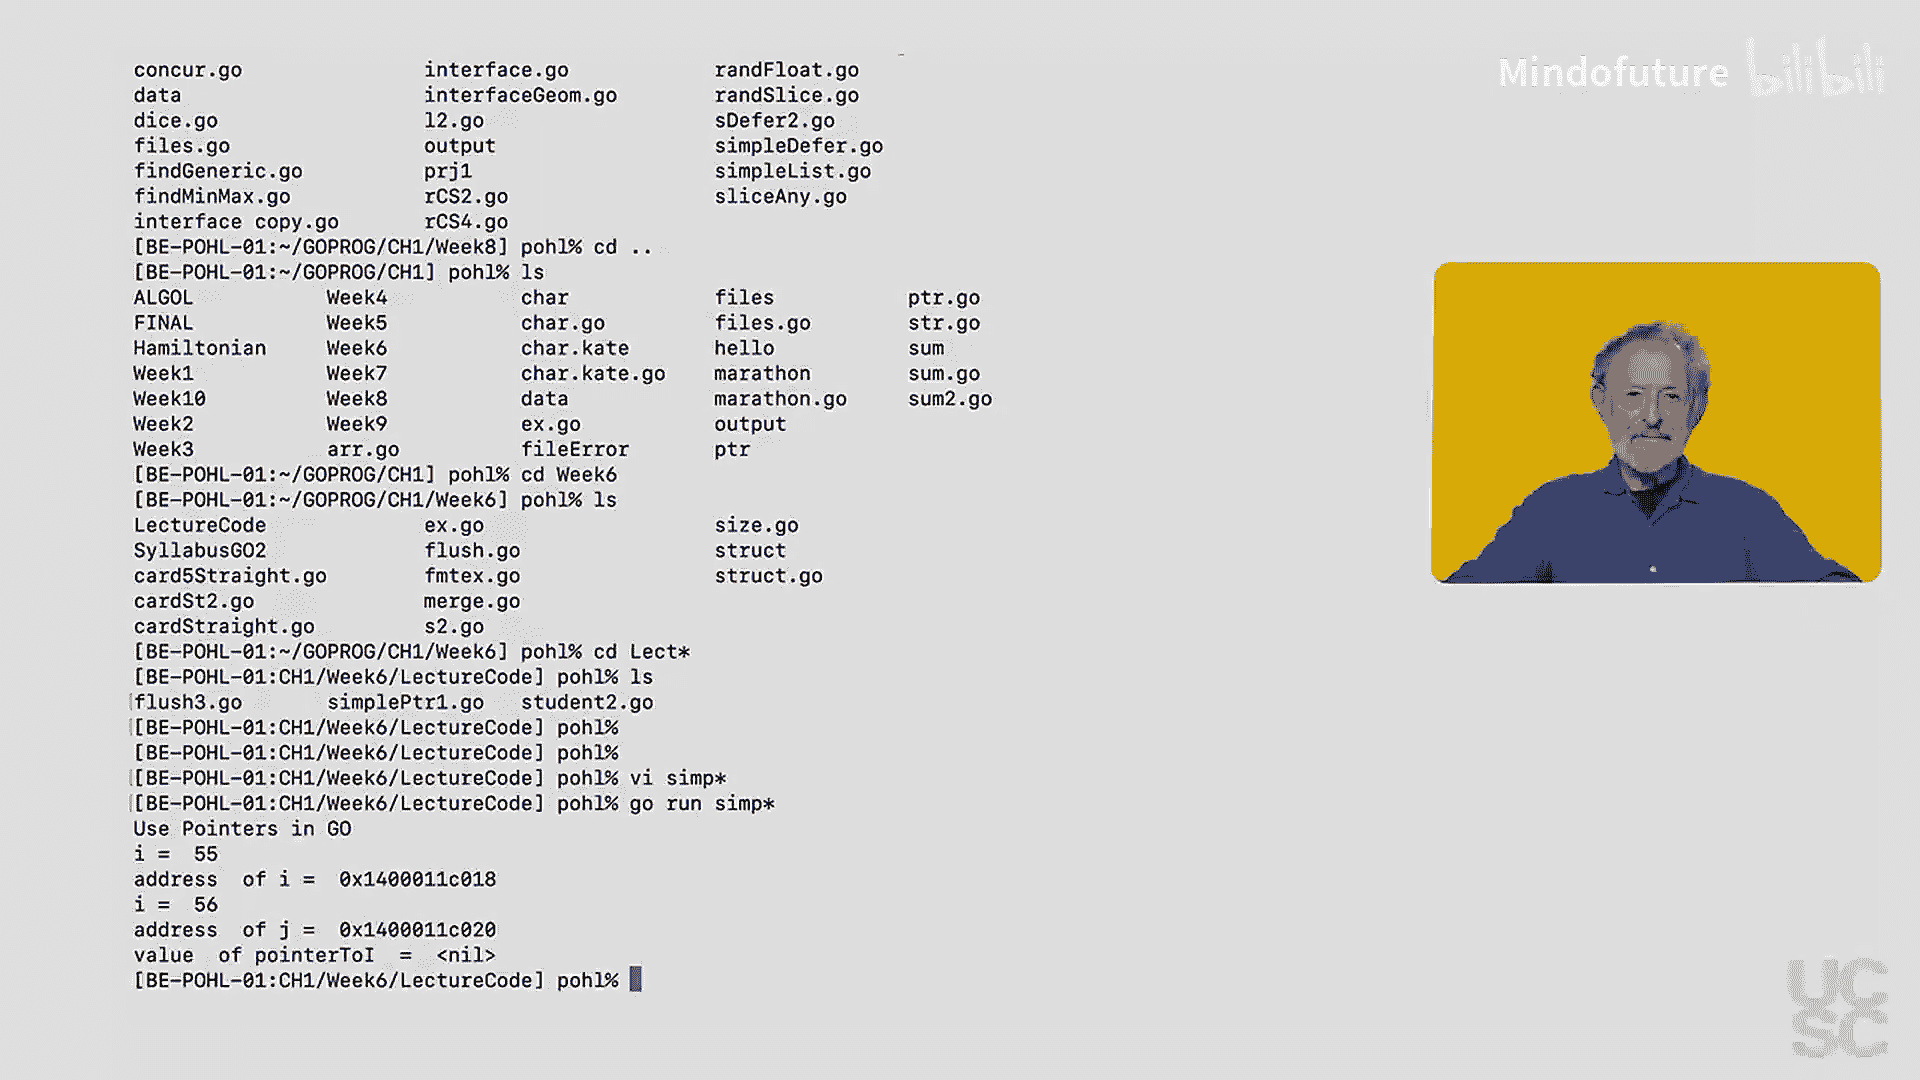 concur.go interface.go randFloat.go
data interfaceGeom.go randSlice.go
dice.go l2.go sDefer2.go
files.go output simpleDefer.go
findGeneric.go prj1 simpleList.go
findMinMax.go rCS2.go sliceAny.go
interface copy.go rCS4.go
[BE-POHL-01:~/GOPROG/CH1/Week8] pohl% cd ..
[BE-POHL-01:~/GOPROG/CH1] pohl% ls
ALGOL Week4 char files ptr.go
FINAL Week5 char.go files.go str.go
Hamiltonian Week6 char.kate hello sum
Week1 Week7 char.kate.go marathon sum.go
Week10 Week8 data marathon.go sum2.go
Week2 Week9 ex.go output
Week3 arr.go fileError ptr
[BE-POHL-01:~/GOPROG/CH1] pohl% cd Week6
[BE-POHL-01:~/GOPROG/CH1/Week6] pohl% ls
LectureCode ex.go size.go
SyllabusGO2 flush.go struct
card5Straight.go fmtex.go struct.go
cardSt2.go merge.go
cardStraight.go s2.go
[BE-POHL-01:~/GOPROG/CH1/Week6] pohl% cd Lect*
[BE-POHL-01:CH1/Week6/LectureCode] pohl% ls
flush3.go simplePtr1.go student2.go
[BE-POHL-01:CH1/Week6/LectureCode] pohl%
[BE-POHL-01:CH1/Week6/LectureCode] pohl%
[BE-POHL-01:CH1/Week6/LectureCode] pohl% vi simp*
[BE-POHL-01:CH1/Week6/LectureCode] pohl% go run simp*
Use Pointers in GO
i =  55
address  of i =  0x1400011c018
i =  56
address  of j =  0x1400011c020
value  of pointerToI  =  <nil>
[BE-POHL-01:CH1/Week6/LectureCode] pohl%
Mindofuture bilibili
UC
SC